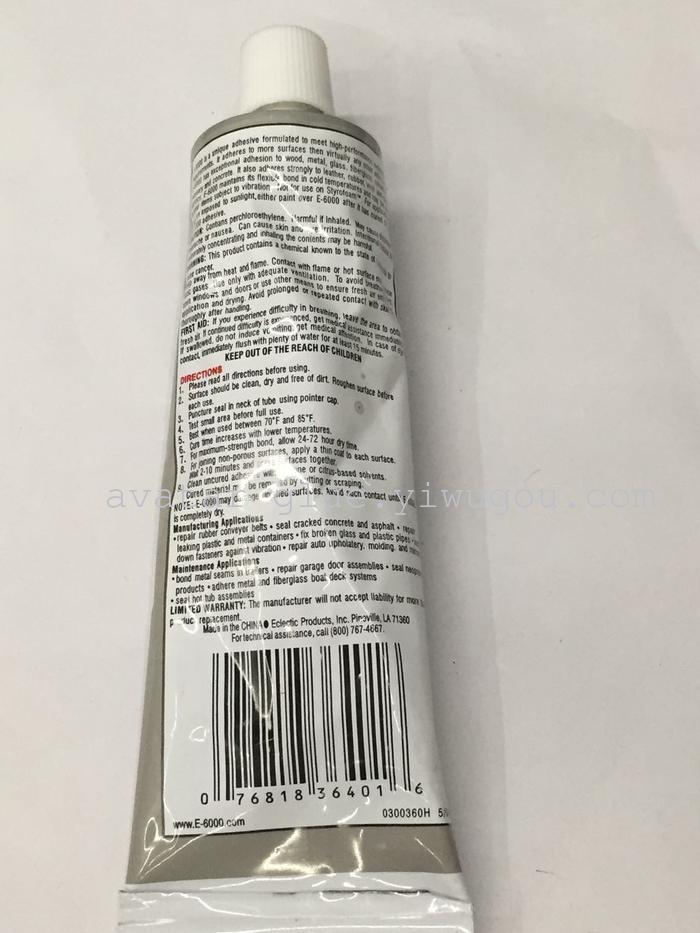 is a unique adhesive formulated to meet high-performance
It adheres to more surfaces then virtually any
has exceptional adhesion to wood, metal, glass,
and concrete. It also adheres strongly to leather, rubber,
E-6000 maintains its flexible bond in cold temperatures
items subject to vibration. Not for use on Styrofoam™. For
exposed to sunlight,either paint over E-6000 after it has cured
adhesive.
Contains perchloroethylene. Harmful if inhaled. May cause
or nausea. Can cause skin and eye irritation. Intentional
concentrating and inhaling the contents may be harmful.
This product contains a chemical known to the state of
cancer.
away from heat and flame. Contact with flame or hot surface
gases. Use only with adequate ventilation. To avoid
windows and doors or use other means to ensure fresh air
application and drying. Avoid prolonged or repeated contact with skin
thoroughly after handling.
FIRST AID: If you experience difficulty in breathing, leave the area to
fresh air. If continued difficulty is experienced, get medical assistance
If swallowed, do not induce vomiting; get medical attention. In case of
contact, immediately flush with plenty of water for at least 15 minutes.
KEEP OUT OF THE REACH OF CHILDREN
DIRECTIONS
1. Please read all directions before using.
2. Surface should be clean, dry and free of dirt. Roughen surface before
each use.
3. Puncture seal in neck of tube using pointer cap.
4. Test small area before full use.
5. Best when used between 70°F and 85°F.
6. Cure time increases with lower temperatures.
7. For maximum-strength bond, allow 24-72 hour dry time.
8. For joining non-porous surfaces, apply a thin coat to each surface.
Wait 2-10 minutes and surfaces together.
Clean uncured adhesive with or citrus-based solvents.
Cured material must be removed by cutting or scraping.
NOTE: E-6000 may damage surfaces. Avoid contact
is completely dry.
Manufacturing Applications
• repair rubber conveyor belts • seal cracked concrete and asphalt • repair
leaking plastic and metal containers • fix broken glass and plastic pipes
down fasteners against vibration • repair auto upholstery, molding, and
Maintenance Applications
• bond metal seams in trailers • repair garage door assemblies • seal
products • adhere metal and fiberglass boat deck systems
• seal hot tub assemblies
LIMITED WARRANTY: The manufacturer will not accept liability for more
product replacement.
Made in the CHINA● Eclectic Products, Inc. Pineville, LA 71360
For technical assistance, call (800) 767-4667.
0 76818 36401 6
www.E-6000.com
0300360H
.yiwugou.com